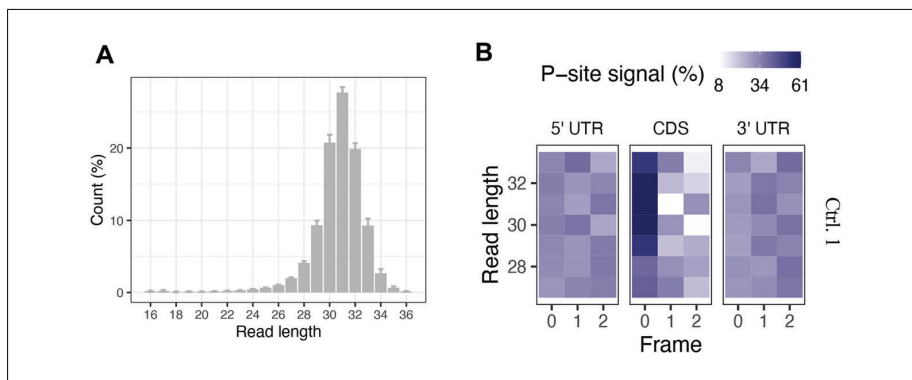 A
Count (%)
20
10
0
16 18 20 22 24 26 28 30 32 34 36
Read length
B
P-site signal (%)
8 34 61
5' UTR CDS 3' UTR
Read length
32
30
28
0 1 2 0 1 2 0 1 2
Frame
Ctrl. 1